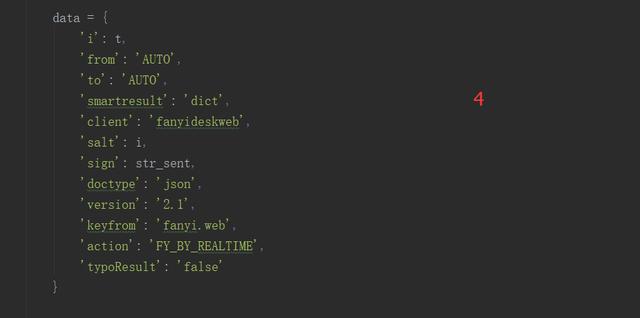 data = {
    'i': t,
    'from': 'AUTO',
    'to': 'AUTO',
    'smartresult': 'dict',
4
    'client': 'fanyideskweb',
    'salt': i,
    'sign': str_sent,
    'doctype': 'json',
    'version': '2.1',
    'keyfrom': 'fanyi.web',
    'action': 'FY_BY_REALTIME',
    'typoResult': 'false'
}